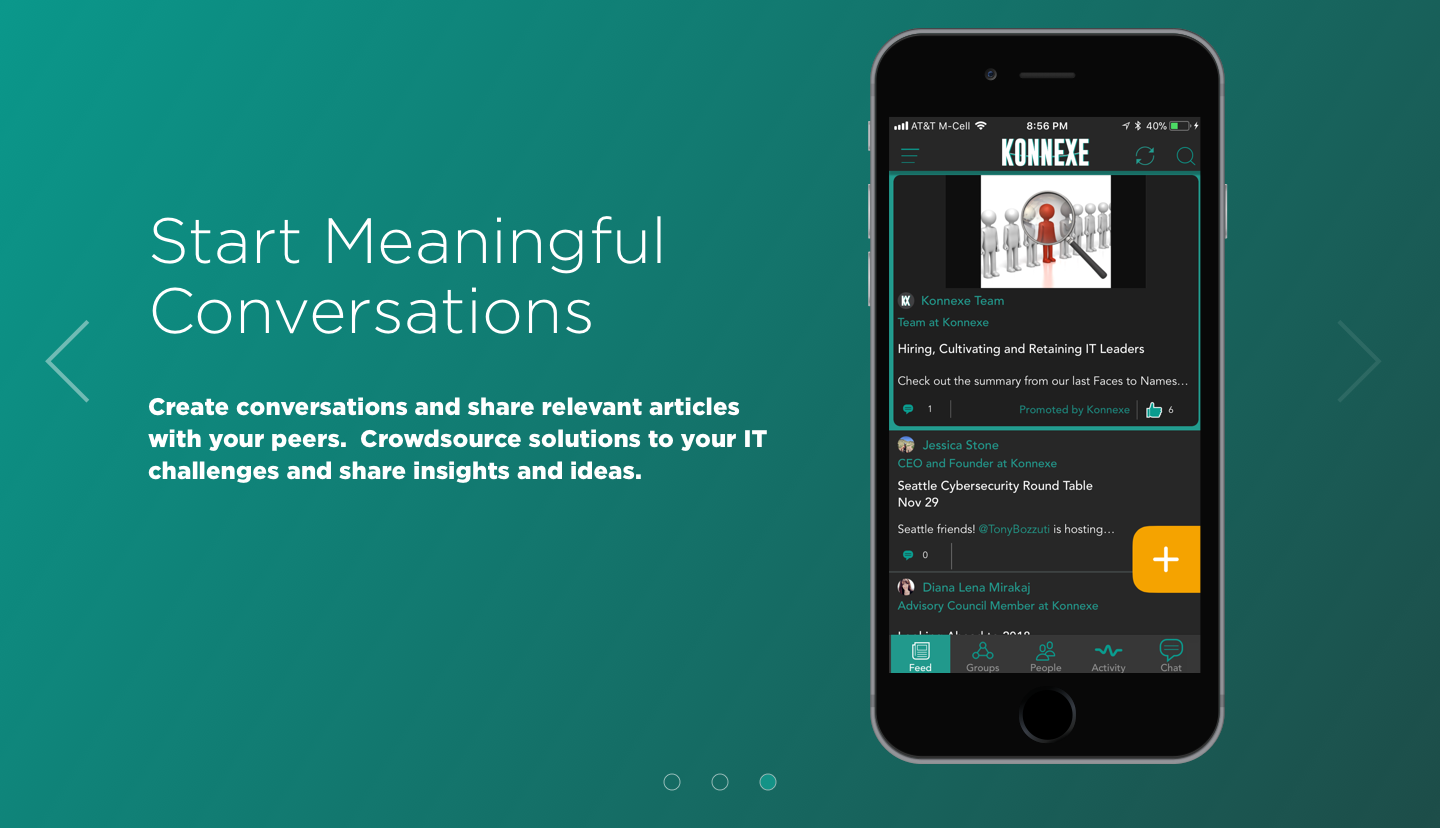 Start Meaningful
Conversations
Create conversations and share relevant articles
with your peers.  Crowdsource solutions to your IT
challenges and share insights and ideas.
AT&T M-Cell 8:56 PM 40%
KONNEXE
Konnexe Team
Team at Konnexe
Hiring, Cultivating and Retaining IT Leaders
Check out the summary from our last Faces to Names...
1 Promoted by Konnexe 6
Jessica Stone
CEO and Founder at Konnexe
Seattle Cybersecurity Round Table
Nov 29
Seattle friends! @TonyBozzuti is hosting...
0
Diana Lena Mirakaj
Advisory Council Member at Konnexe
Feed Groups People Activity Chat